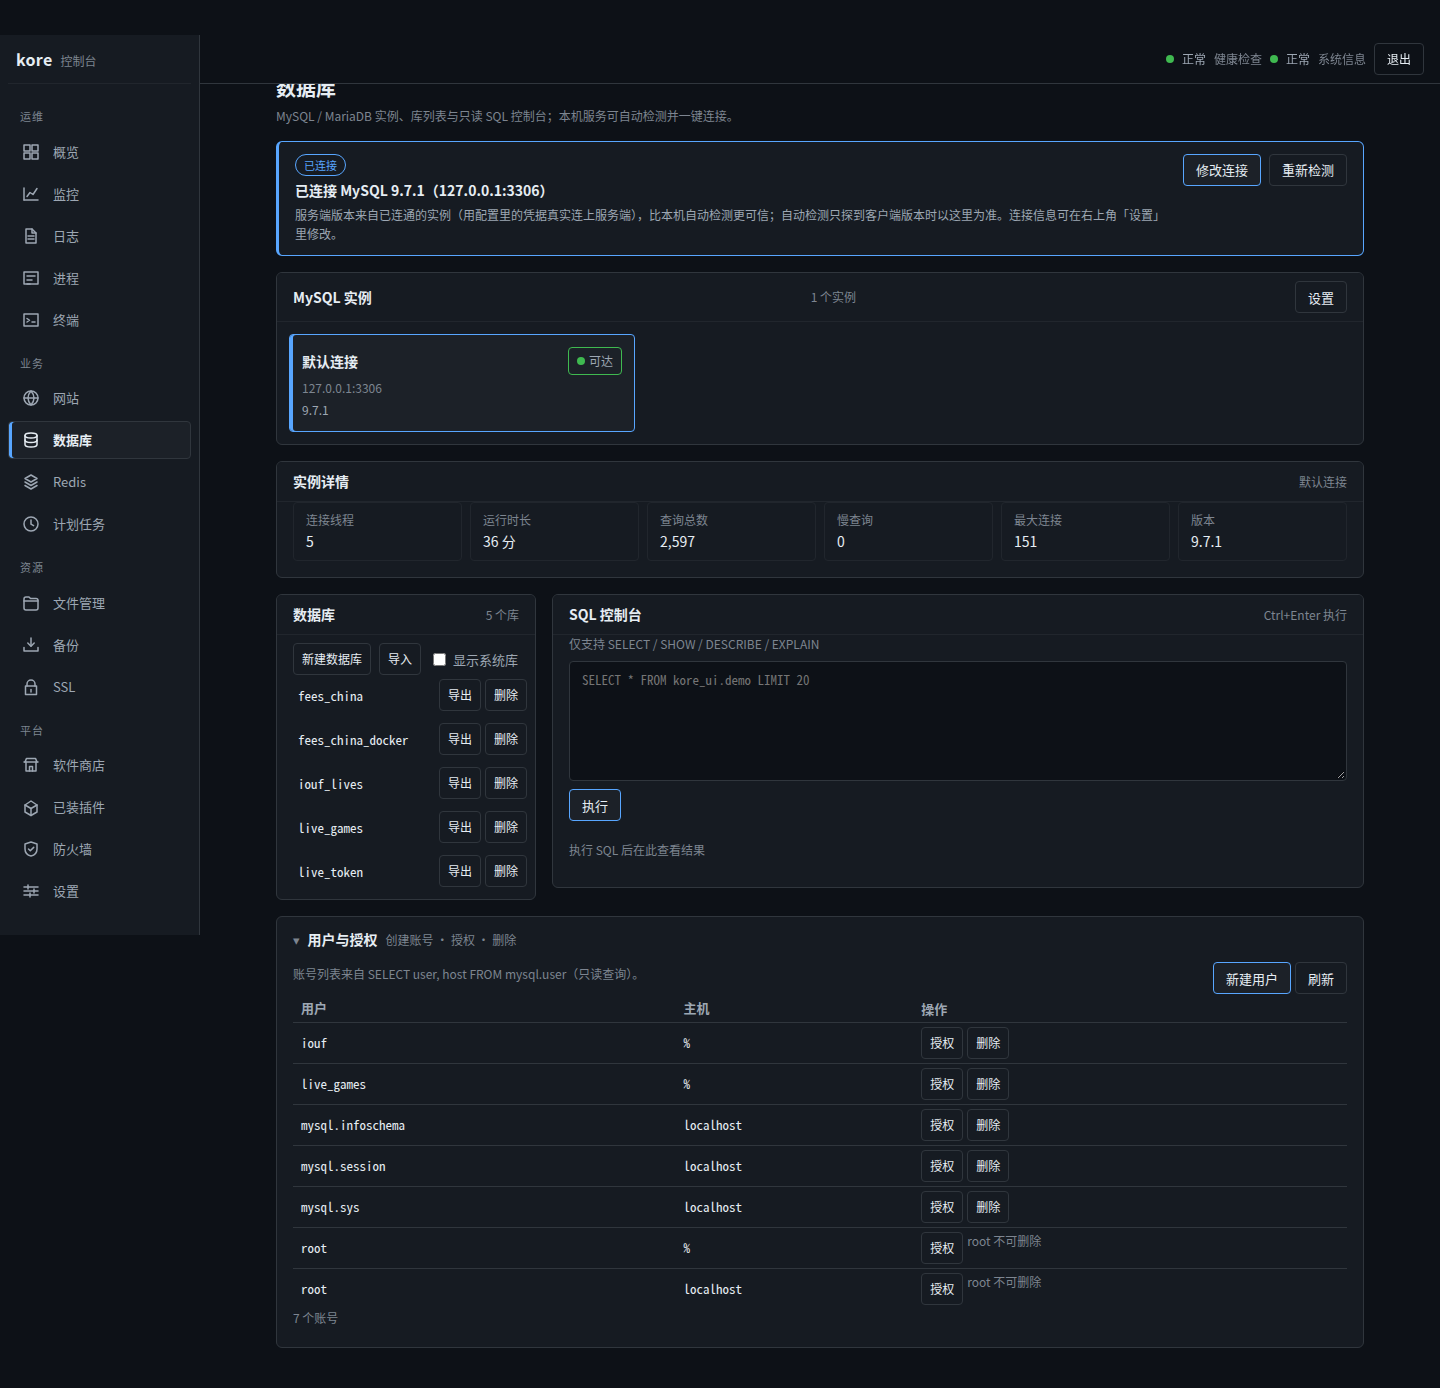 kore 控制台
正常 健康检查 正常 系统信息 退出
运维
概览
监控
日志
进程
终端
业务
网站
数据库
Redis
计划任务
资源
文件管理
备份
SSL
平台
软件商店
已装插件
防火墙
设置
数据库
MySQL / MariaDB 实例、库列表与只读 SQL 控制台；本机服务可自动检测并一键连接。
已连接
修改连接 重新检测
已连接 MySQL 9.7.1（127.0.0.1:3306）
服务端版本来自已连通的实例（用配置里的凭据真实连上服务端），比本机自动检测更可信；自动检测只探到客户端版本时以这里为准。连接信息可在右上角「设置」
里修改。
MySQL 实例 1 个实例 设置
默认连接 可达
127.0.0.1:3306
9.7.1
实例详情 默认连接
连接线程 运行时长 查询总数 慢查询 最大连接 版本
5 36 分 2,597 0 151 9.7.1
数据库 5 个库
新建数据库 导入 显示系统库
fees_china 导出 删除
fees_china_docker 导出 删除
iouf_lives 导出 删除
live_games 导出 删除
live_token 导出 删除
SQL 控制台 Ctrl+Enter 执行
仅支持 SELECT / SHOW / DESCRIBE / EXPLAIN
SELECT * FROM kore_ui.demo LIMIT 20
执行
执行 SQL 后在此查看结果
▾ 用户与授权 创建账号 · 授权 · 删除
账号列表来自 SELECT user, host FROM mysql.user（只读查询）。 新建用户 刷新
用户 主机 操作
iouf % 授权 删除
live_games % 授权 删除
mysql.infoschema localhost 授权 删除
mysql.session localhost 授权 删除
mysql.sys localhost 授权 删除
root % 授权 root 不可删除
root localhost 授权 root 不可删除
7 个账号